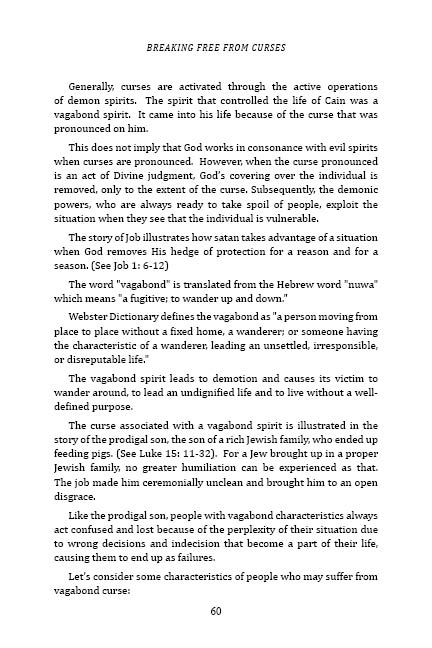 BREAKING FREE FROM CURSES
Generally, curses are activated through the active operations
of demon spirits. The spirit that controlled the life of Cain was a
vagabond spirit. It came into his life because of the curse that was
pronounced on him.
This does not imply that God works in consonance with evil spirits
when curses are pronounced. However, when the curse pronounced
is an act of Divine judgment, God's covering over the individual is
removed, only to the extent of the curse. Subsequently, the demonic
powers, who are always ready to take spoil of people, exploit the
situation when they see that the individual is vulnerable.
The story of Job illustrates how satan takes advantage of a situation
when God removes His hedge of protection for a reason and for a
season. (See Job 1: 6-12)
The word "vagabond" is translated from the Hebrew word "nuwa"
which means "a fugitive; to wander up and down."
Webster Dictionary defines the vagabond as "a person moving from
place to place without a fixed home, a wanderer; or someone having
the characteristic of a wanderer, leading an unsettled, irresponsible,
or disreputable life."
The vagabond spirit leads to demotion and causes its victim to
wander around, to lead an undignified life and to live without a well-
defined purpose.
The curse associated with a vagabond spirit is illustrated in the
story of the prodigal son, the son of a rich Jewish family, who ended up
feeding pigs. (See Luke 15: 11-32). For a Jew brought up in a proper
Jewish family, no greater humiliation can be experienced as that.
The job made him ceremonially unclean and brought him to an open
disgrace.
Like the prodigal son, people with vagabond characteristics always
act confused and lost because of the perplexity of their situation due
to wrong decisions and indecision that become a part of their life,
causing them to end up as failures.
Let's consider some characteristics of people who may suffer from
vagabond curse:
60